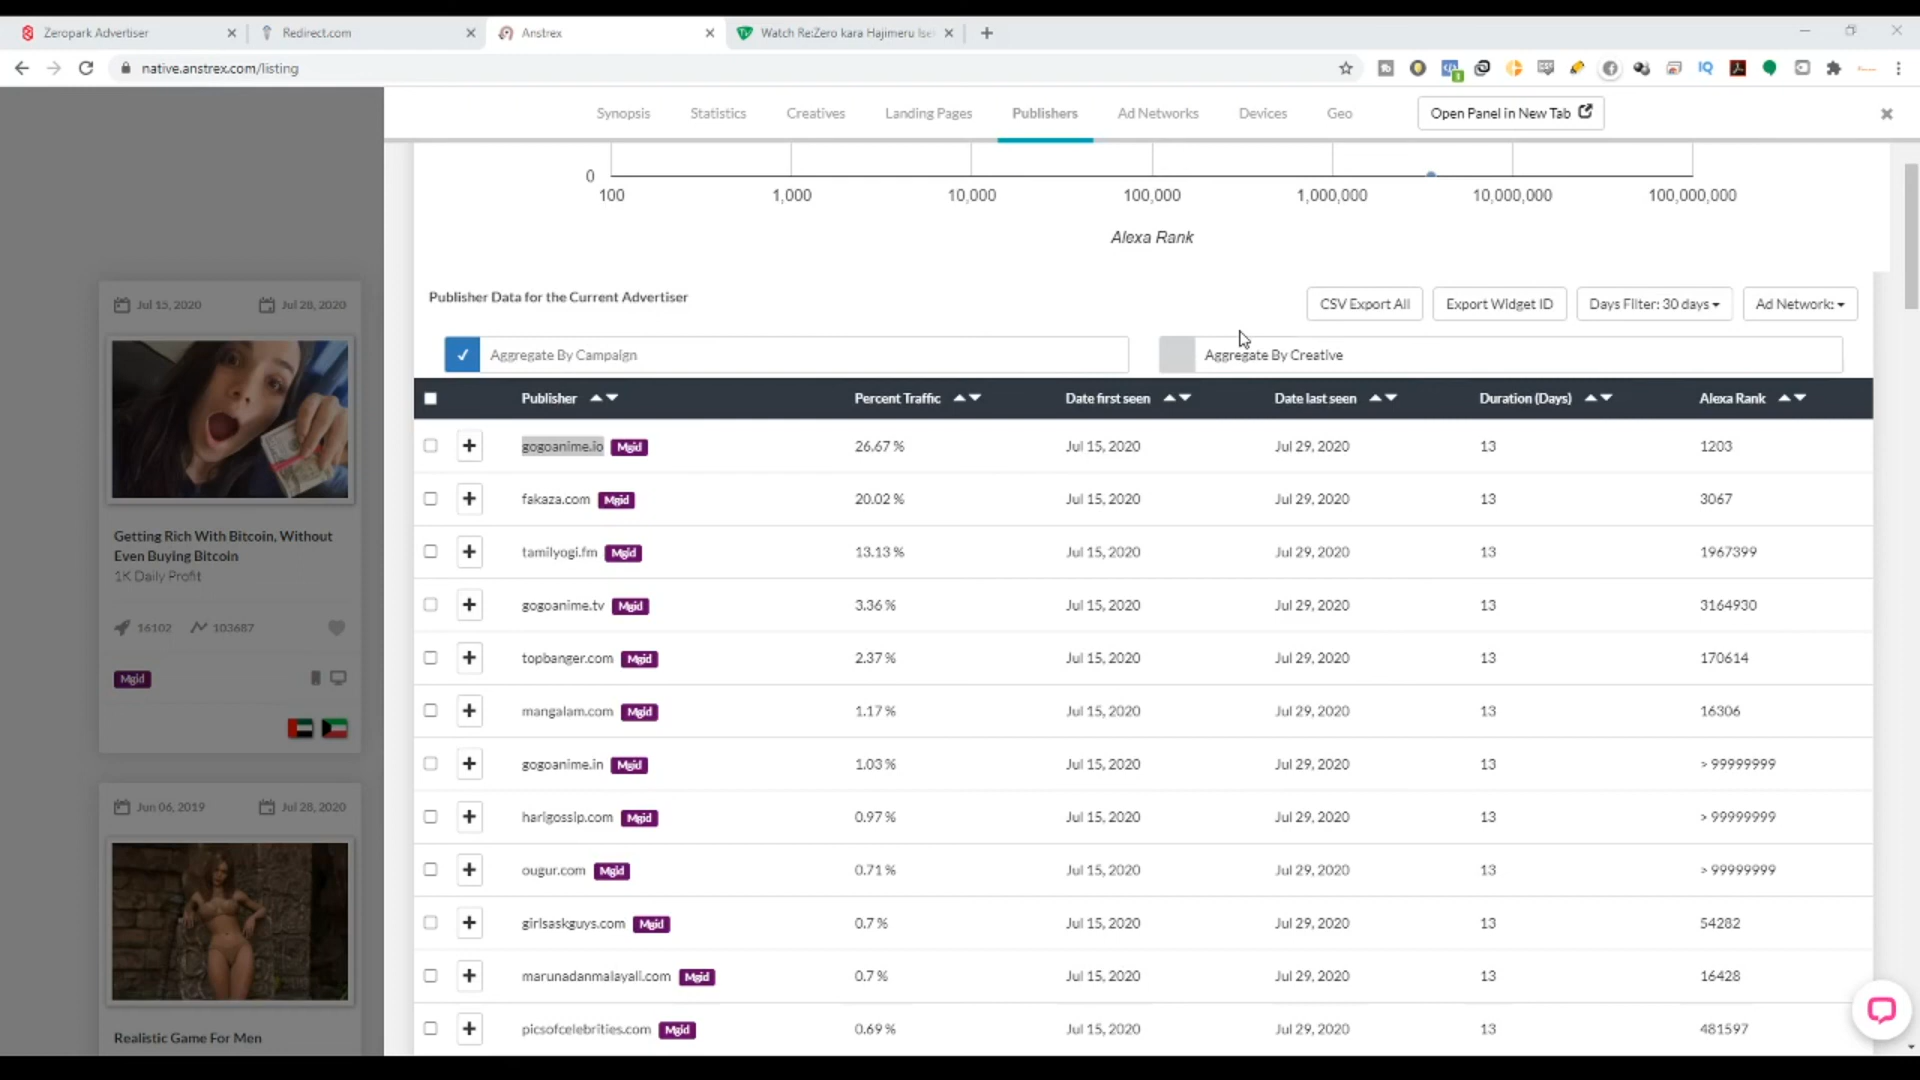 Zeropark Advertiser
Redirect.com
Anstrex
Watch Re:Zero kara Hajimeru Ise
native.anstrex.com/listing
Synopsis
Statistics
Creatives
Landing Pages
Publishers
Ad Networks
Devices
Geo
Open Panel in New Tab
0
100
1,000
10,000
100,000
1,000,000
10,000,000
100,000,000
Alexa Rank
Publisher Data for the Current Advertiser
CSV Export All
Export Widget ID
Days Filter: 30 days
Ad Network:
Aggregate By Campaign
Aggregate By Creative
Publisher Percent Traffic Date first seen Date last seen Duration (Days) Alexa Rank
gogoanime.io Mgid 26.67 % Jul 15, 2020 Jul 29, 2020 13 1203
fakaza.com Mgid 20.02 % Jul 15, 2020 Jul 29, 2020 13 3067
tamilyogi.fm Mgid 13.13 % Jul 15, 2020 Jul 29, 2020 13 1967399
gogoanime.tv Mgid 3.36 % Jul 15, 2020 Jul 29, 2020 13 3164930
topbanger.com Mgid 2.37 % Jul 15, 2020 Jul 29, 2020 13 170614
mangalam.com Mgid 1.17 % Jul 15, 2020 Jul 29, 2020 13 16306
gogoanime.in Mgid 1.03 % Jul 15, 2020 Jul 29, 2020 13 > 99999999
harlgossip.com Mgid 0.97 % Jul 15, 2020 Jul 29, 2020 13 > 99999999
ougur.com Mgid 0.71 % Jul 15, 2020 Jul 29, 2020 13 > 99999999
girlsaskguys.com Mgid 0.7 % Jul 15, 2020 Jul 29, 2020 13 54282
marunadanmalayali.com Mgid 0.7 % Jul 15, 2020 Jul 29, 2020 13 16428
picsofcelebrities.com Mgid 0.69 % Jul 15, 2020 Jul 29, 2020 13 481597
Jul 15, 2020 Jul 28, 2020
Getting Rich With Bitcoin, Without
Even Buying Bitcoin
1K Daily Profit
16102 103687
Mgid
Jun 06, 2019 Jul 28, 2020
Realistic Game For Men